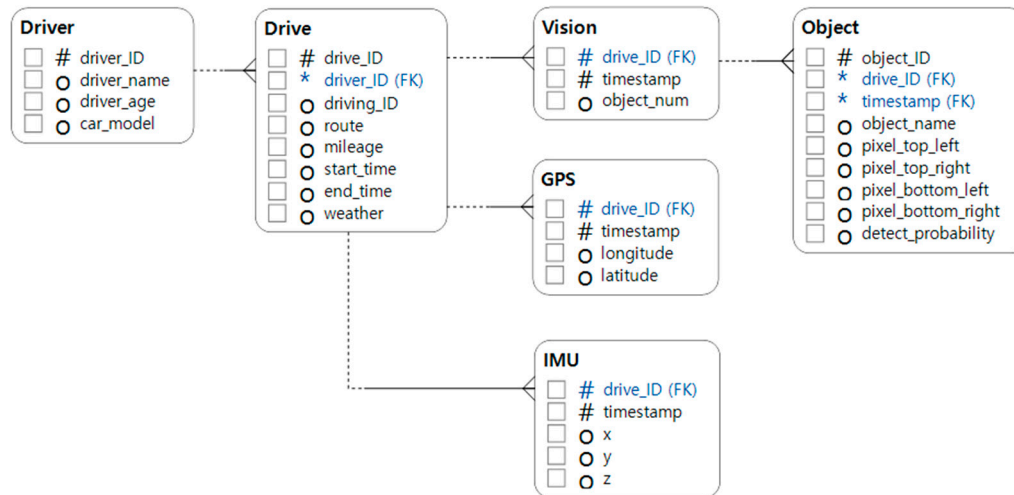 Driver
# driver_ID
o driver_name
o driver_age
o car_model
Drive
# drive_ID
* driver_ID (FK)
o driving_ID
o route
o mileage
o start_time
o end_time
o weather
Vision
# drive_ID (FK)
# timestamp
o object_num
Object
# object_ID
* drive_ID (FK)
* timestamp (FK)
o object_name
o pixel_top_left
o pixel_top_right
o pixel_bottom_left
o pixel_bottom_right
o detect_probability
GPS
# drive_ID (FK)
# timestamp
o longitude
o latitude
IMU
# drive_ID (FK)
# timestamp
o x
o y
o z